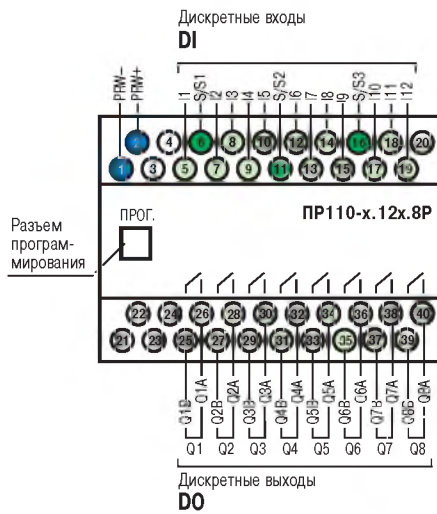 Дискретные входы
DI
PRW-
PRW+
I1
S/S1
I2
I3
I4
I5
S/S2
I6
I7
I8
I9
S/S3
I10
I11
I12
2 4 6 8 10 12 14 16 18 20
1 3 5 7 9 11 13 15 17 19
ПРОГ.
ПР110-х.12х.8Р
Разъем
програм-
мирования
22 24 26 28 30 32 34 36 38 40
21 23 25 27 29 31 33 35 37 39
Q1B Q1A Q2B Q2A Q3B Q3A Q4B Q4A Q5B Q5A Q6B Q6A Q7B Q7A Q8B Q8A
Q1 Q2 Q3 Q4 Q5 Q6 Q7 Q8
Дискретные выходы
DO